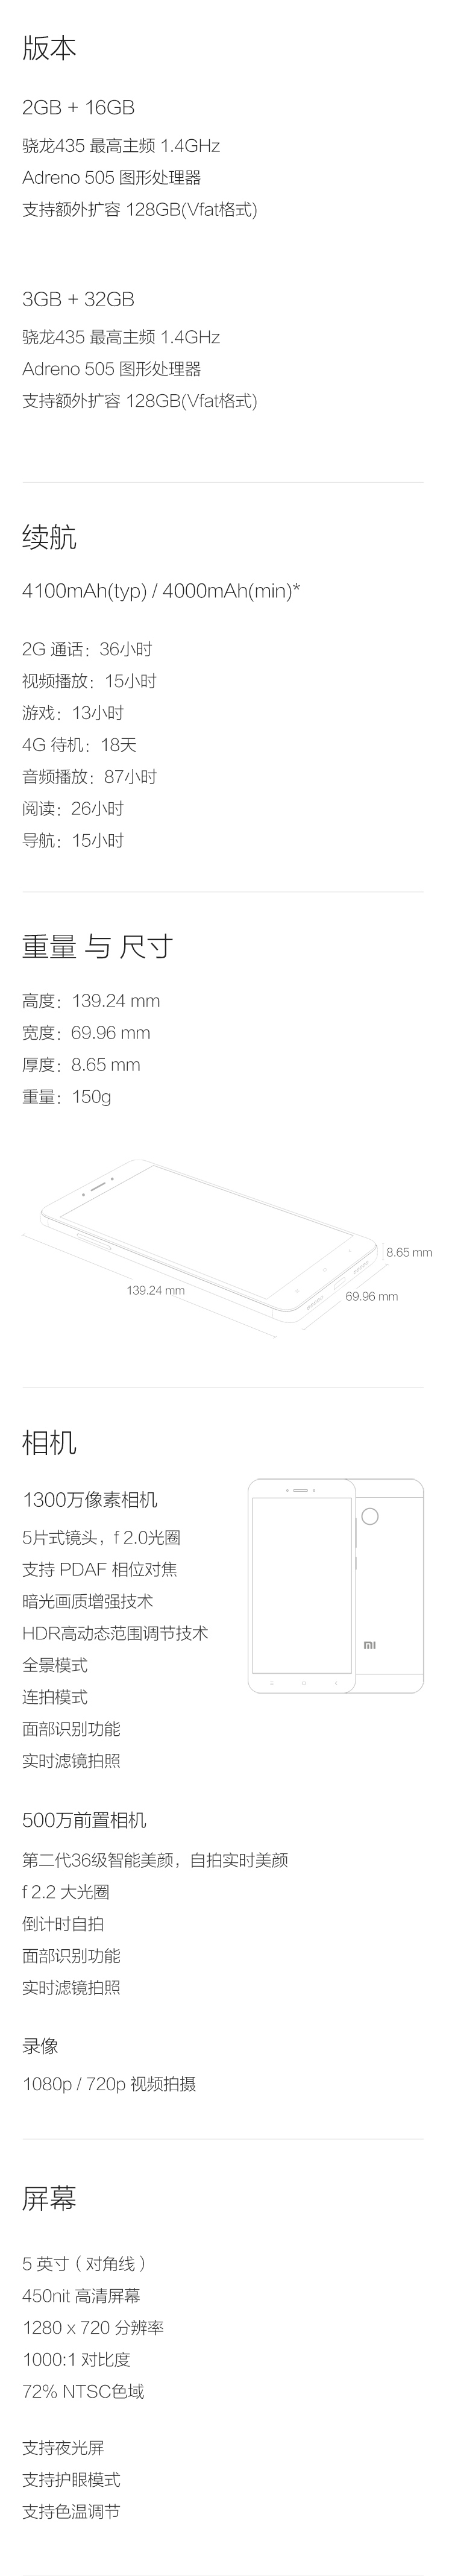 版本
2GB + 16GB
骁龙435 最高主频 1.4GHz
Adreno 505 图形处理器
支持额外扩容 128GB(Vfat格式)
3GB + 32GB
骁龙435 最高主频 1.4GHz
Adreno 505 图形处理器
支持额外扩容 128GB(Vfat格式)
续航
4100mAh(typ) / 4000mAh(min)*
2G 通话：36小时
视频播放：15小时
游戏：13小时
4G 待机：18天
音频播放：87小时
阅读：26小时
导航：15小时
重量 与 尺寸
高度：139.24 mm
宽度：69.96 mm
厚度：8.65 mm
重量：150g
8.65 mm
139.24 mm
69.96 mm
相机
1300万像素相机
5片式镜头，f 2.0光圈
支持 PDAF 相位对焦
暗光画质增强技术
HDR高动态范围调节技术
mi
全景模式
连拍模式
面部识别功能
实时滤镜拍照
500万前置相机
第二代36级智能美颜，自拍实时美颜
f 2.2 大光圈
倒计时自拍
面部识别功能
实时滤镜拍照
录像
1080p / 720p 视频拍摄
屏幕
5 英寸（对角线）
450nit 高清屏幕
1280 x 720 分辨率
1000:1 对比度
72% NTSC色域
支持夜光屏
支持护眼模式
支持色温调节